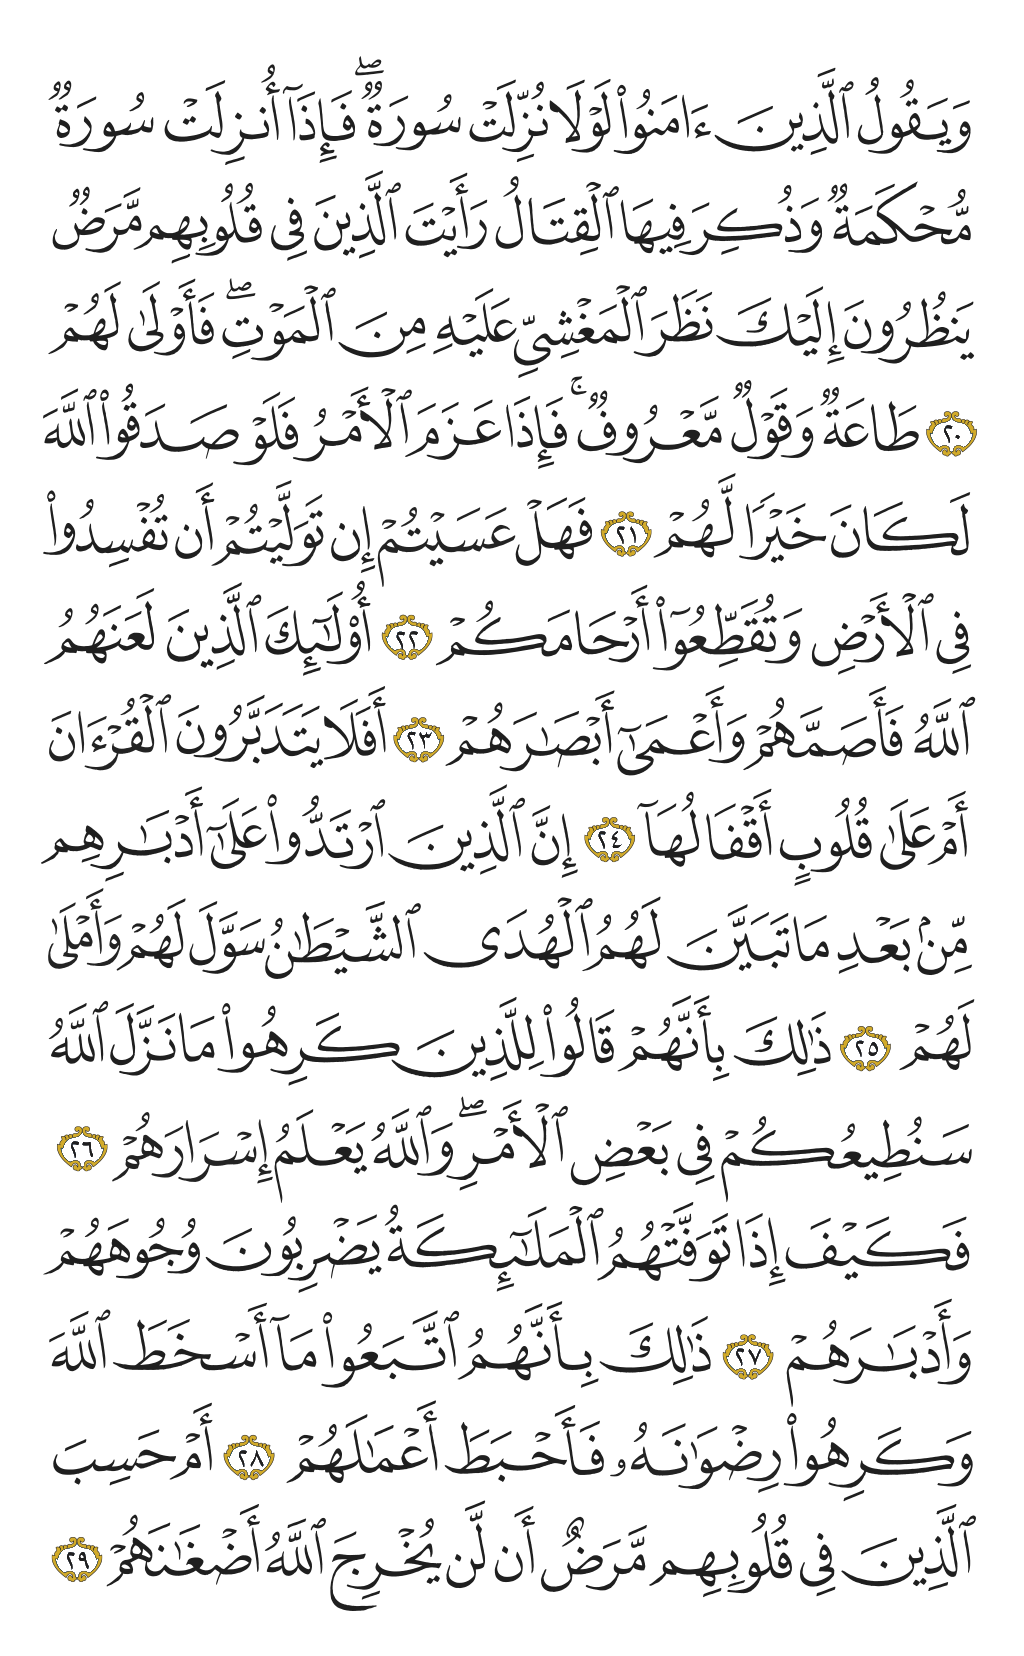 وَيَقُولُ ٱلَّذِينَ ءَامَنُوا۟ لَوْلَا نُزِّلَتْ سُورَةٌۭ ۖ فَإِذَآ أُنزِلَتْ سُورَةٌۭ
مُّحْكَمَةٌۭ وَذُكِرَ فِيهَا ٱلْقِتَالُ رَأَيْتَ ٱلَّذِينَ فِى قُلُوبِهِم مَّرَضٌۭ
يَنظُرُونَ إِلَيْكَ نَظَرَ ٱلْمَغْشِىِّ عَلَيْهِ مِنَ ٱلْمَوْتِ ۖ فَأَوْلَىٰ لَهُمْ
٢٠ طَاعَةٌۭ وَقَوْلٌۭ مَّعْرُوفٌۭ ۚ فَإِذَا عَزَمَ ٱلْأَمْرُ فَلَوْ صَدَقُوا۟ ٱللَّهَ
لَكَانَ خَيْرًۭا لَّهُمْ ٢١ فَهَلْ عَسَيْتُمْ إِن تَوَلَّيْتُمْ أَن تُفْسِدُوا۟
فِى ٱلْأَرْضِ وَتُقَطِّعُوٓا۟ أَرْحَامَكُمْ ٢٢ أُو۟لَـٰٓئِكَ ٱلَّذِينَ لَعَنَهُمُ
ٱللَّهُ فَأَصَمَّهُمْ وَأَعْمَىٰٓ أَبْصَـٰرَهُمْ ٢٣ أَفَلَا يَتَدَبَّرُونَ ٱلْقُرْءَانَ
أَمْ عَلَىٰ قُلُوبٍ أَقْفَالُهَآ ٢٤ إِنَّ ٱلَّذِينَ ٱرْتَدُّوا۟ عَلَىٰٓ أَدْبَـٰرِهِم
مِّنۢ بَعْدِ مَا تَبَيَّنَ لَهُمُ ٱلْهُدَى ٱلشَّيْطَـٰنُ سَوَّلَ لَهُمْ وَأَمْلَىٰ
لَهُمْ ٢٥ ذَٰلِكَ بِأَنَّهُمْ قَالُوا۟ لِلَّذِينَ كَرِهُوا۟ مَا نَزَّلَ ٱللَّهُ
سَنُطِيعُكُمْ فِى بَعْضِ ٱلْأَمْرِ ۖ وَٱللَّهُ يَعْلَمُ إِسْرَارَهُمْ ٢٦
فَكَيْفَ إِذَا تَوَفَّتْهُمُ ٱلْمَلَـٰٓئِكَةُ يَضْرِبُونَ وُجُوهَهُمْ
وَأَدْبَـٰرَهُمْ ٢٧ ذَٰلِكَ بِأَنَّهُمُ ٱتَّبَعُوا۟ مَآ أَسْخَطَ ٱللَّهَ
وَكَرِهُوا۟ رِضْوَٰنَهُۥ فَأَحْبَطَ أَعْمَـٰلَهُمْ ٢٨ أَمْ حَسِبَ
ٱلَّذِينَ فِى قُلُوبِهِم مَّرَضٌ أَن لَّن يُخْرِجَ ٱللَّهُ أَضْغَـٰنَهُمْ ٢٩